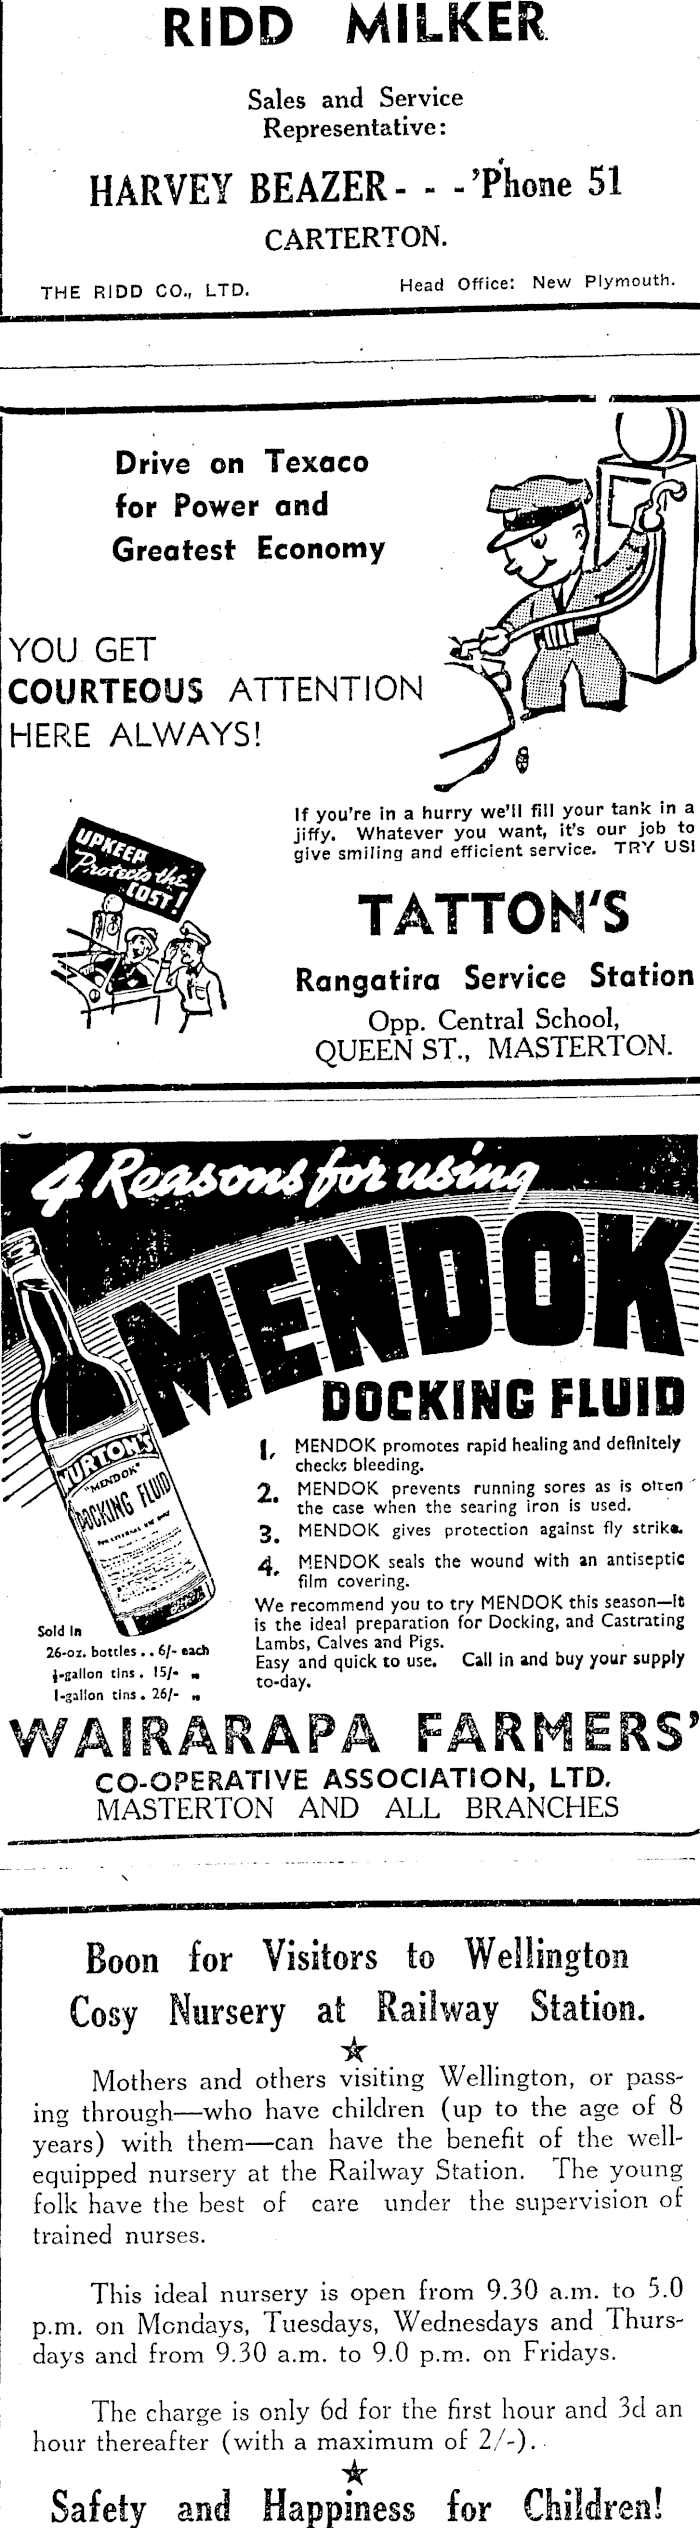 RIDD MILKER
Sales and Service
Representative:
HARVEY BEAZER - - - 'Phone 51
CARTERTON.
THE RIDD CO., LTD. Head Office: New Plymouth.
Drive on Texaco
for Power and
Greatest Economy
YOU GET
COURTEOUS ATTENTION
HERE ALWAYS!
If you're in a hurry we'll fill your tank in a
jiffy. Whatever you want, it's our job to
give smiling and efficient service. TRY US!
UPKEEP
Protects the
COST!
TATTON'S
Rangatira Service Station
Opp. Central School,
QUEEN ST., MASTERTON.
4 Reasons for using
MENDOK
DOCKING FLUID
YURTON'S
"MENDOK"
DOCKING FLUID
1. MENDOK promotes rapid healing and definitely
checks bleeding.
2. MENDOK prevents running sores as is often
the case when the searing iron is used.
3. MENDOK gives protection against fly strike.
4. MENDOK seals the wound with an antiseptic
film covering.
We recommend you to try MENDOK this season—it
is the ideal preparation for Docking, and Castrating
Lambs, Calves and Pigs.
Easy and quick to use. Call in and buy your supply
to-day.
Sold in
26-oz. bottles . . 6/- each
½-gallon tins . 15/- „
1-gallon tins . 26/- „
WAIRARAPA FARMERS'
CO-OPERATIVE ASSOCIATION, LTD.
MASTERTON AND ALL BRANCHES
Boon for Visitors to Wellington
Cosy Nursery at Railway Station.
Mothers and others visiting Wellington, or pass-
ing through—who have children (up to the age of 8
years) with them—can have the benefit of the well-
equipped nursery at the Railway Station. The young
folk have the best of care under the supervision of
trained nurses.
This ideal nursery is open from 9.30 a.m. to 5.0
p.m. on Mondays, Tuesdays, Wednesdays and Thurs-
days and from 9.30 a.m. to 9.0 p.m. on Fridays.
The charge is only 6d for the first hour and 3d an
hour thereafter (with a maximum of 2/-).
Safety and Happiness for Children!